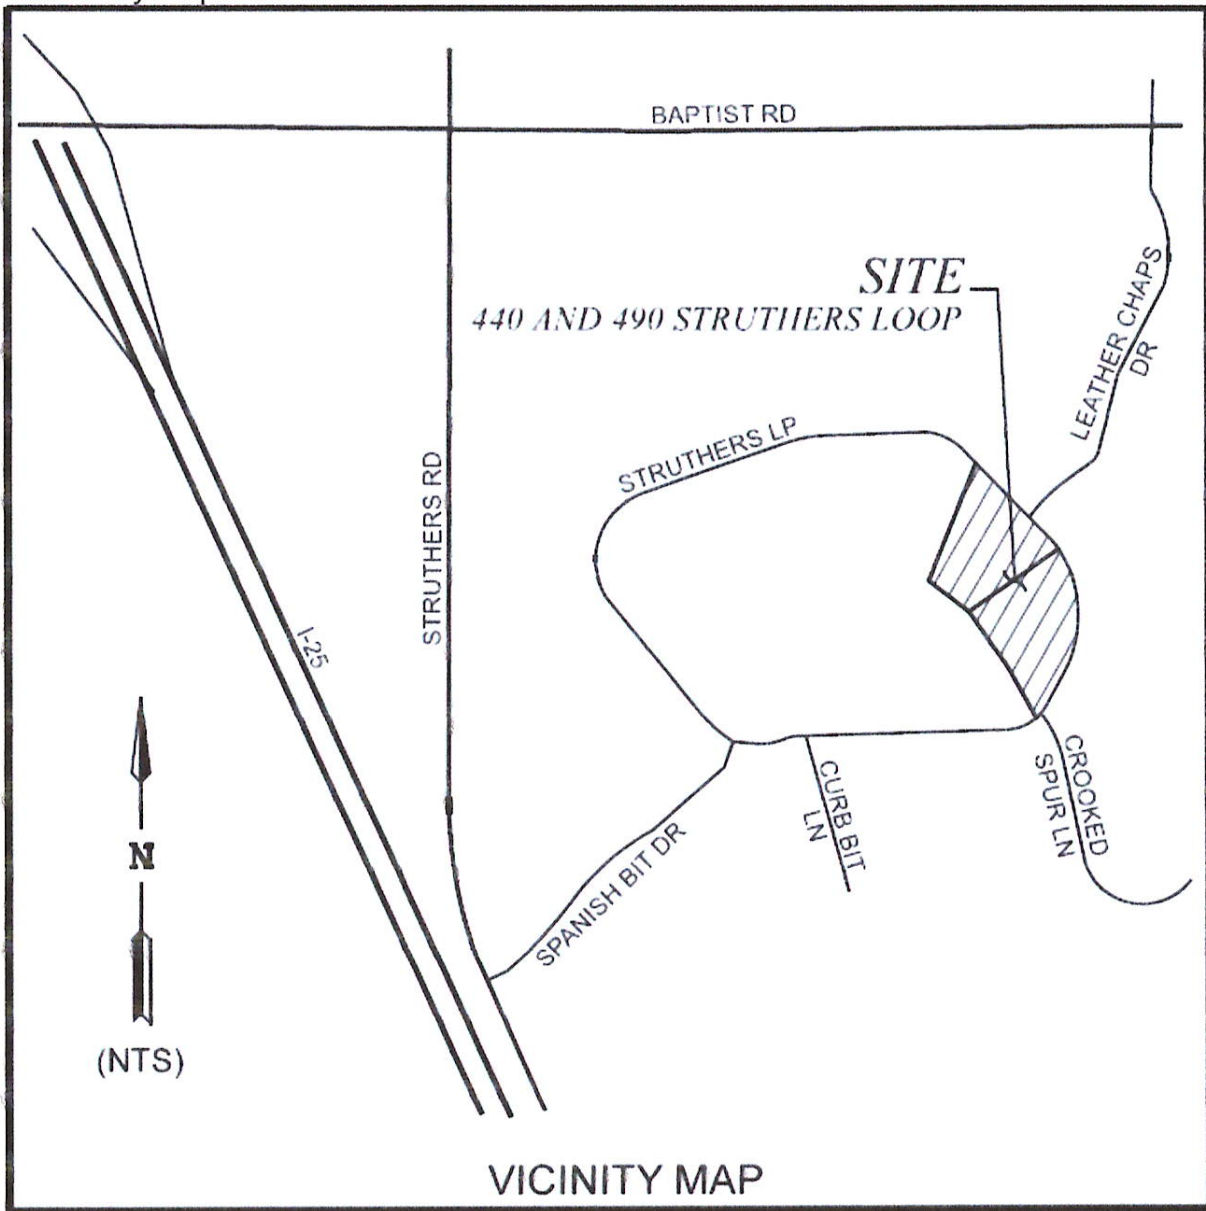 BAPTIST RD
SITE
440 AND 490 STRUTHERS LOOP
LEATHER CHAPS
DR
STRUTHERS LP
STRUTHERS RD
I-25
CROOKED
SPUR LN
CURB BIT
LN
SPANISH BIT DR
N
(NTS)
VICINITY MAP